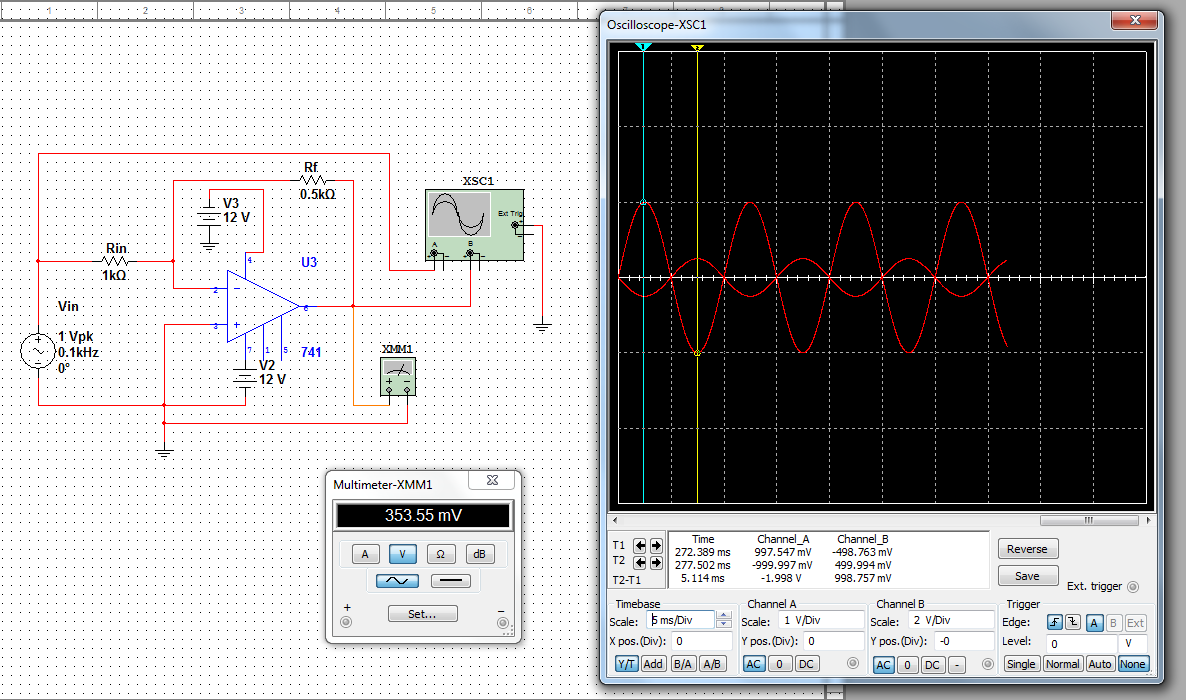 1 2 3 4 5 6
Oscilloscope-XSC1
Rf
0.5kΩ
XSC1
Ext Trig
+
-
A B
+ - + -
V3
12 V
4
Rin
1kΩ
U3
2
3
6
7 1 5
741
Vin
1 Vpk
0.1kHz
0°
V2
12 V
XMM1
1
2
Multimeter-XMM1
353.55 mV
A V Ω dB
+ Set... -
Time Channel_A Channel_B
T1 272.389 ms 997.547 mV -498.763 mV
T2 277.502 ms -999.997 mV 499.994 mV
T2-T1 5.114 ms -1.998 V 998.757 mV
Reverse
Save
Ext. trigger
Timebase Channel A Channel B Trigger
Scale: 5 ms/Div Scale: 1 V/Div Scale: 2 V/Div Edge: A B Ext
X pos.(Div): 0 Y pos.(Div): 0 Y pos.(Div): -0 Level: 0 V
Y/T Add B/A A/B AC 0 DC AC 0 DC - Single Normal Auto None